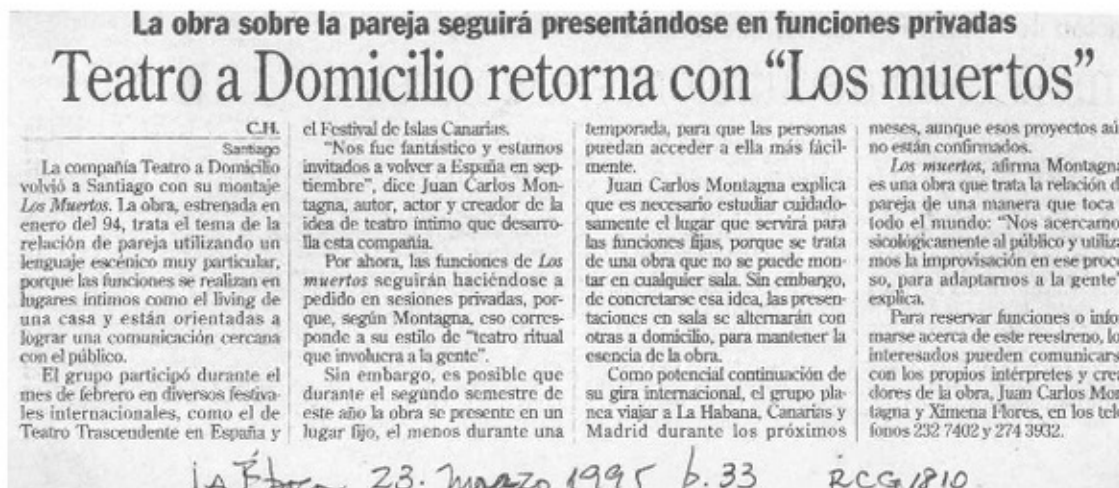 La obra sobre la pareja seguirá presentándose en funciones privadas
Teatro a Domicilio retorna con “Los muertos”
C.H.
Santiago
La compañía Teatro a Domicilio
volvió a Santiago con su montaje
Los Muertos. La obra, estrenada en
enero del 94, trata el tema de la
relación de pareja utilizando un
lenguaje escénico muy particular,
porque las funciones se realizan en
lugares íntimos como el living de
una casa y están orientadas a
lograr una comunicación cercana
con el público.
El grupo participó durante el
mes de febrero en diversos festiva-
les internacionales, como el de
Teatro Trascendente en España y
el Festival de Islas Canarias.
“Nos fue fantástico y estamos
invitados a volver a España en sep-
tiembre”, dice Juan Carlos Mon-
tagna, autor, actor y creador de la
idea de teatro íntimo que desarro-
lla esta compañía.
Por ahora, las funciones de Los
muertos seguirán haciéndose a
pedido en sesiones privadas, por-
que, según Montagna, eso corres-
ponde a su estilo de “teatro ritual
que involucra a la gente”.
Sin embargo, es posible que
durante el segundo semestre de
este año la obra se presente en un
lugar fijo, el menos durante una
temporada, para que las personas
puedan acceder a ella más fácil-
mente.
Juan Carlos Montagna explica
que es necesario estudiar cuidado-
samente el lugar que servirá para
las funciones fijas, porque se trata
de una obra que no se puede mon-
tar en cualquier sala. Sin embargo,
de concretarse esa idea, las presen-
taciones en sala se alternarán con
otras a domicilio, para mantener la
esencia de la obra.
Como potencial continuación de
su gira internacional, el grupo pla-
nea viajar a La Habana, Canarias y
Madrid durante los próximos
meses, aunque esos proyectos aú
no están confirmados.
Los muertos, afirma Montagna
es una obra que trata la relación d
pareja de una manera que toca
todo el mundo: “Nos acercamo
sicológicamente al público y utiliz
mos la improvisación en ese proce
so, para adaptarnos a la gente
explica.
Para reservar funciones o info
marse acerca de este reestreno, lo
interesados pueden comunicars
con los propios intérpretes y crea
dores de la obra, Juan Carlos Mon
tagna y Ximena Flores, en los tel
fonos 232 7402 y 274 3932.
La Época 23. Marzo 1995 p. 33 RCG1810